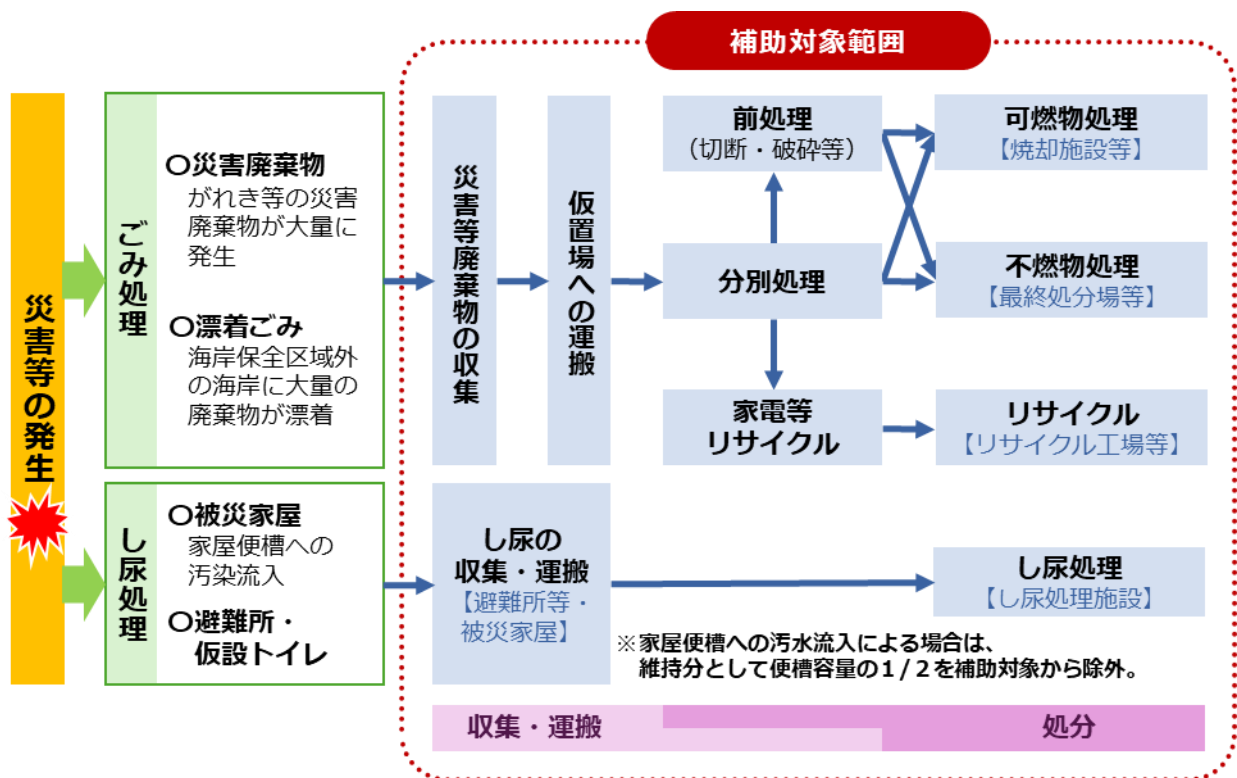 補助対象範囲
災害等の発生
ごみ処理
〇災害廃棄物
がれき等の災害
廃棄物が大量に
発生
〇漂着ごみ
海岸保全区域外
の海岸に大量の
廃棄物が漂着
災害等廃棄物の収集
仮置場への運搬
前処理
（切断・破砕等）
分別処理
家電等
リサイクル
可燃物処理
【焼却施設等】
不燃物処理
【最終処分場等】
リサイクル
【リサイクル工場等】
し尿処理
〇被災家屋
家屋便槽への
汚染流入
〇避難所・
仮設トイレ
し尿の
収集・運搬
【避難所等・
被災家屋】
し尿処理
【し尿処理施設】
※家屋便槽への汚水流入による場合は、
維持分として便槽容量の１/２を補助対象から除外。
収集・運搬
処分